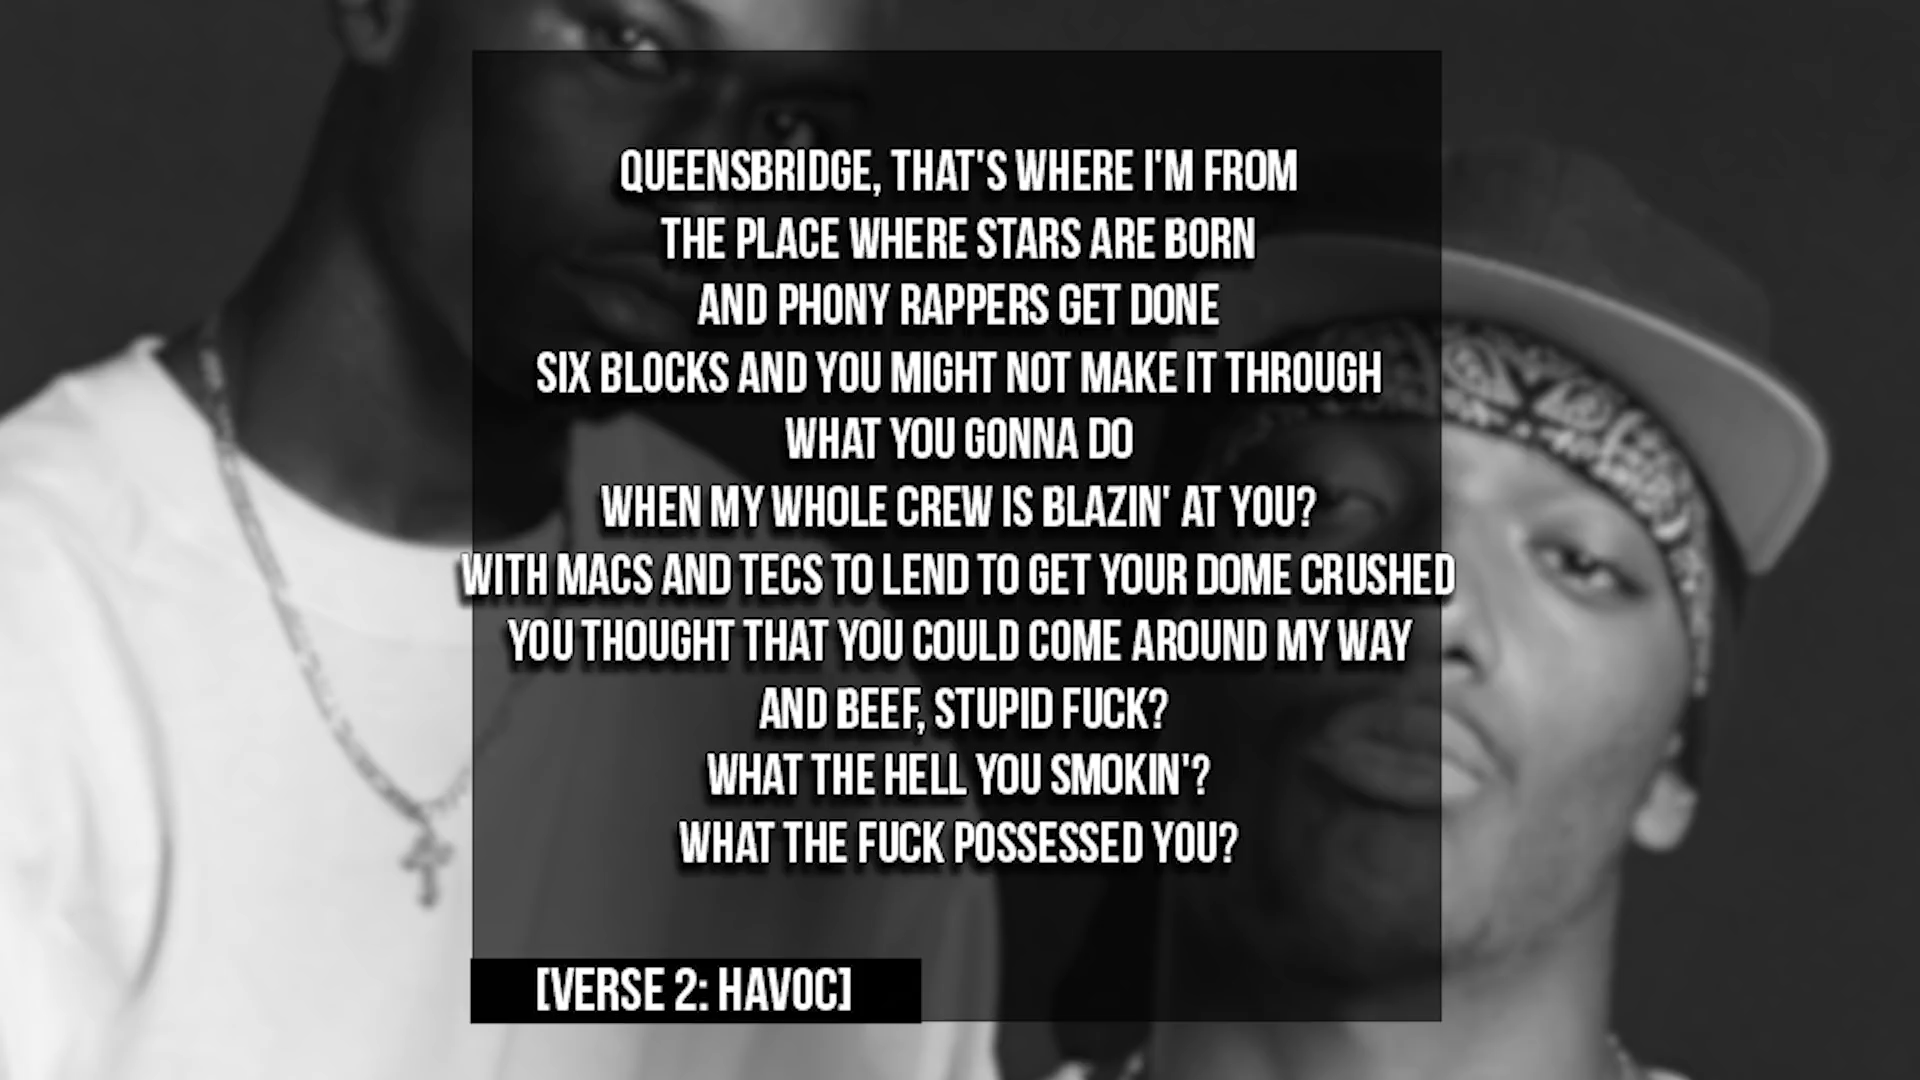 QUEENSBRIDGE, THAT'S WHERE I'M FROM
THE PLACE WHERE STARS ARE BORN
AND PHONY RAPPERS GET DONE
SIX BLOCKS AND YOU MIGHT NOT MAKE IT THROUGH
WHAT YOU GONNA DO
WHEN MY WHOLE CREW IS BLAZIN' AT YOU?
WITH MACS AND TECS TO LEND TO GET YOUR DOME CRUSHED
YOU THOUGHT THAT YOU COULD COME AROUND MY WAY
AND BEEF, STUPID FUCK?
WHAT THE HELL YOU SMOKIN'?
WHAT THE FUCK POSSESSED YOU?
[VERSE 2: HAVOC]